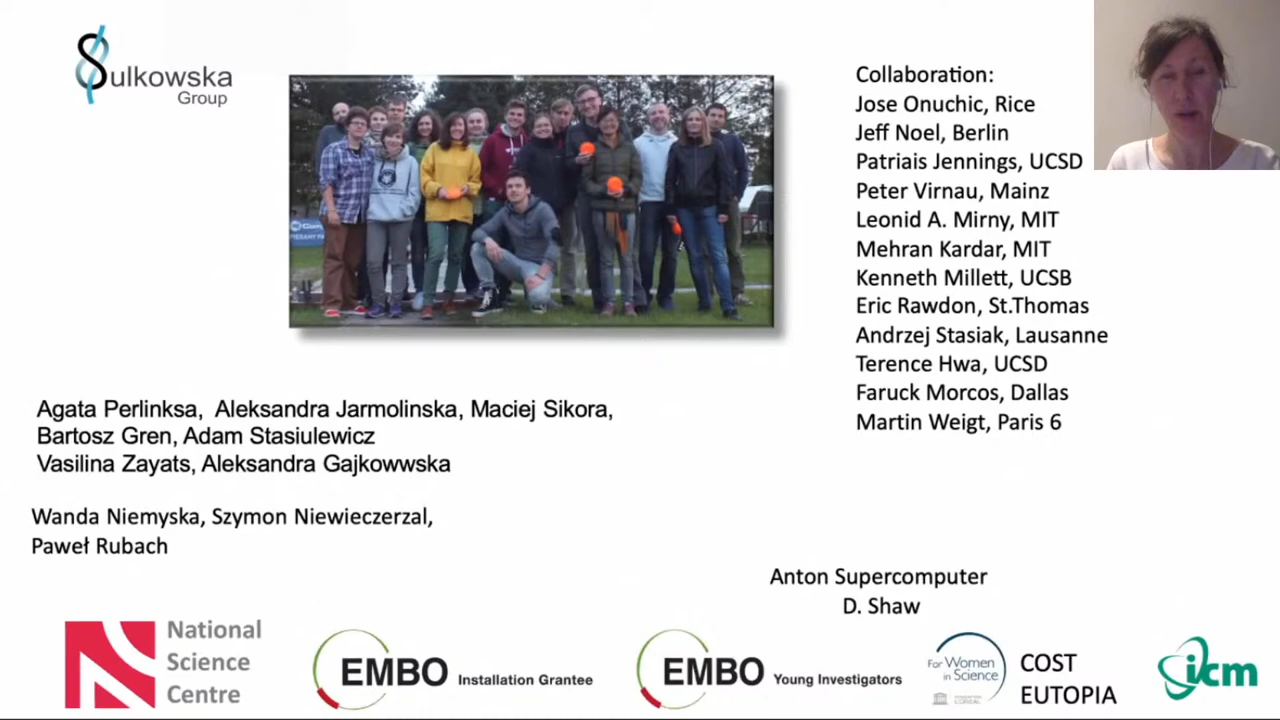 Sulkowska
Group
Collaboration:
Jose Onuchic, Rice
Jeff Noel, Berlin
Patriais Jennings, UCSD
Peter Virnau, Mainz
Leonid A. Mirny, MIT
Mehran Kardar, MIT
Kenneth Millett, UCSB
Eric Rawdon, St.Thomas
Andrzej Stasiak, Lausanne
Terence Hwa, UCSD
Faruck Morcos, Dallas
Martin Weigt, Paris 6
Agata Perlinksa, Aleksandra Jarmolinska, Maciej Sikora,
Bartosz Gren, Adam Stasiulewicz
Vasilina Zayats, Aleksandra Gajkowwska
Wanda Niemyska, Szymon Niewieczerzal,
Paweł Rubach
Anton Supercomputer
D. Shaw
National
Science
Centre
EMBO Installation Grantee
EMBO Young Investigators
For Women
in Science
COST
EUTOPIA
icm